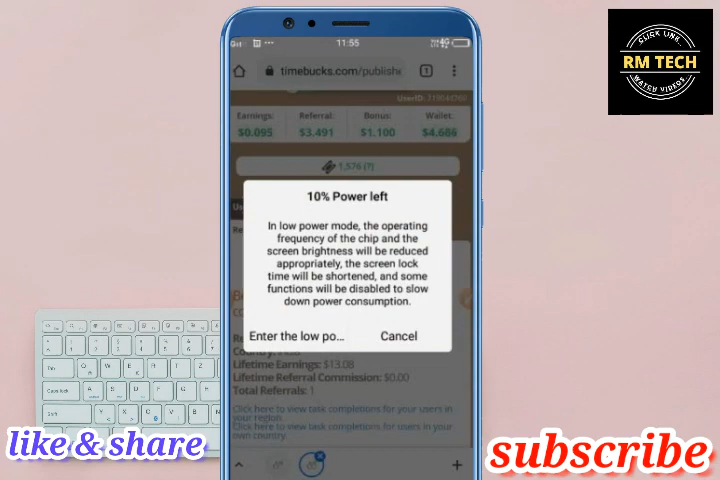 CLICK LINK..
RM TECH
WATCH VIDEOS
11:55
4G
timebucks.com/publishe
1
UserID:
Earnings: Referral: Bonus: Wallet.
$0.095 $3.491 $1.100 $4.686
1,576 (?)
10% Power left
In low power mode, the operating
frequency of the chip and the
screen brightness will be reduced
appropriately, the screen lock
time will be shortened, and some
functions will be disabled to slow
down power consumption.
Enter the low po... Cancel
Lifetime Earnings: $13.08
Lifetime Referral Commission: $0.00
Total Referrals: 1
Click here to view task completions for your users in
your region.
Click here to view task completions for users in your
own country.
like & share
subscribe